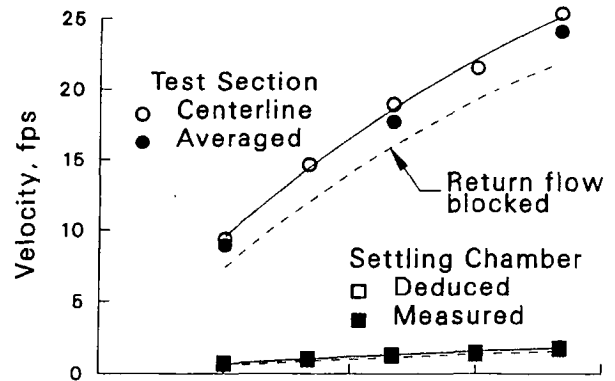 25
20
15
10
5
0
Velocity, fps
Test Section
Centerline
Averaged
Return flow
blocked
Settling Chamber
Deduced
Measured